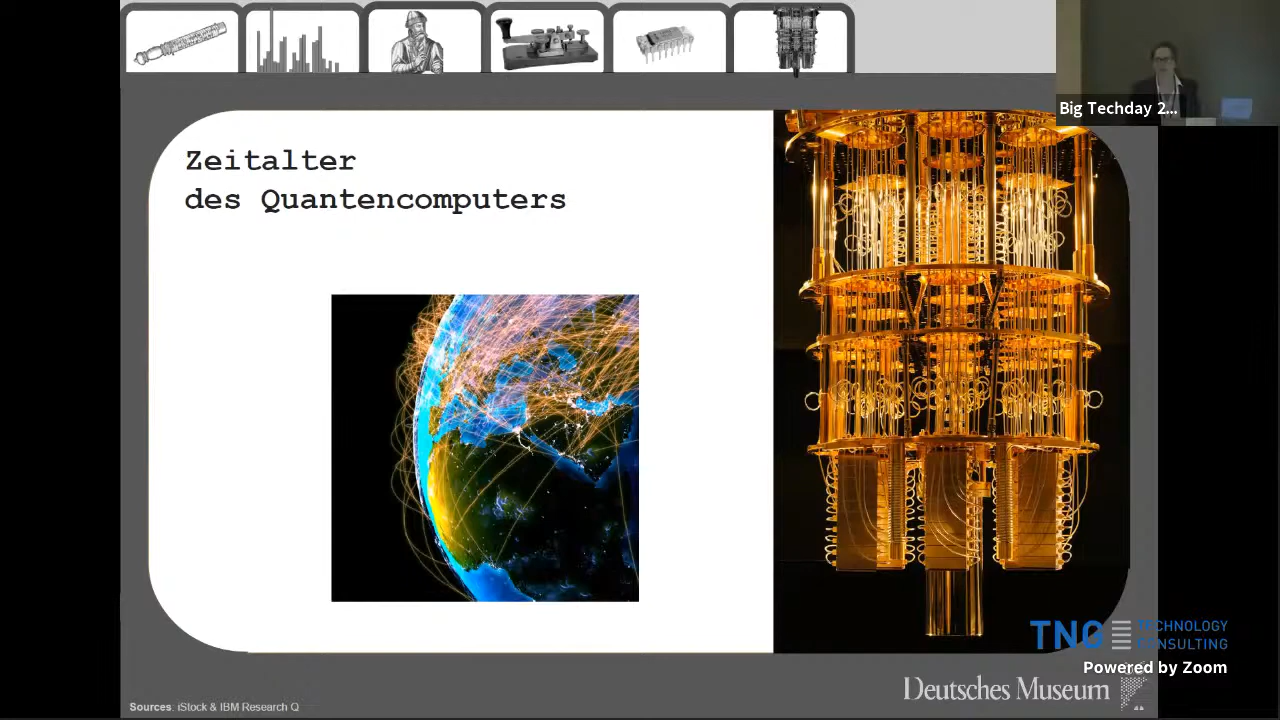 Big Techday 2...
Zeitalter
des Quantencomputers
TNG TECHNOLOGY
CONSULTING
Powered by Zoom
Deutsches Museum
Sources: iStock & IBM Research Q